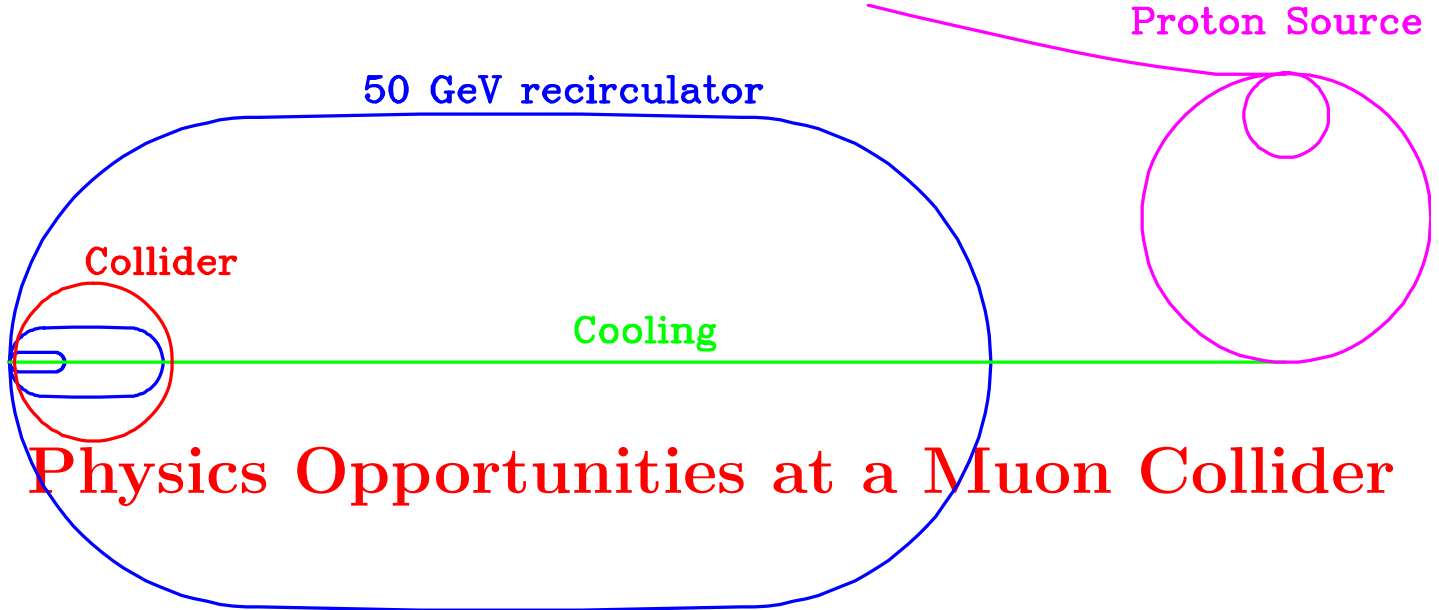 Proton Source
50 GeV recirculator
Collider
Cooling
Physics Opportunities at a Muon Collider